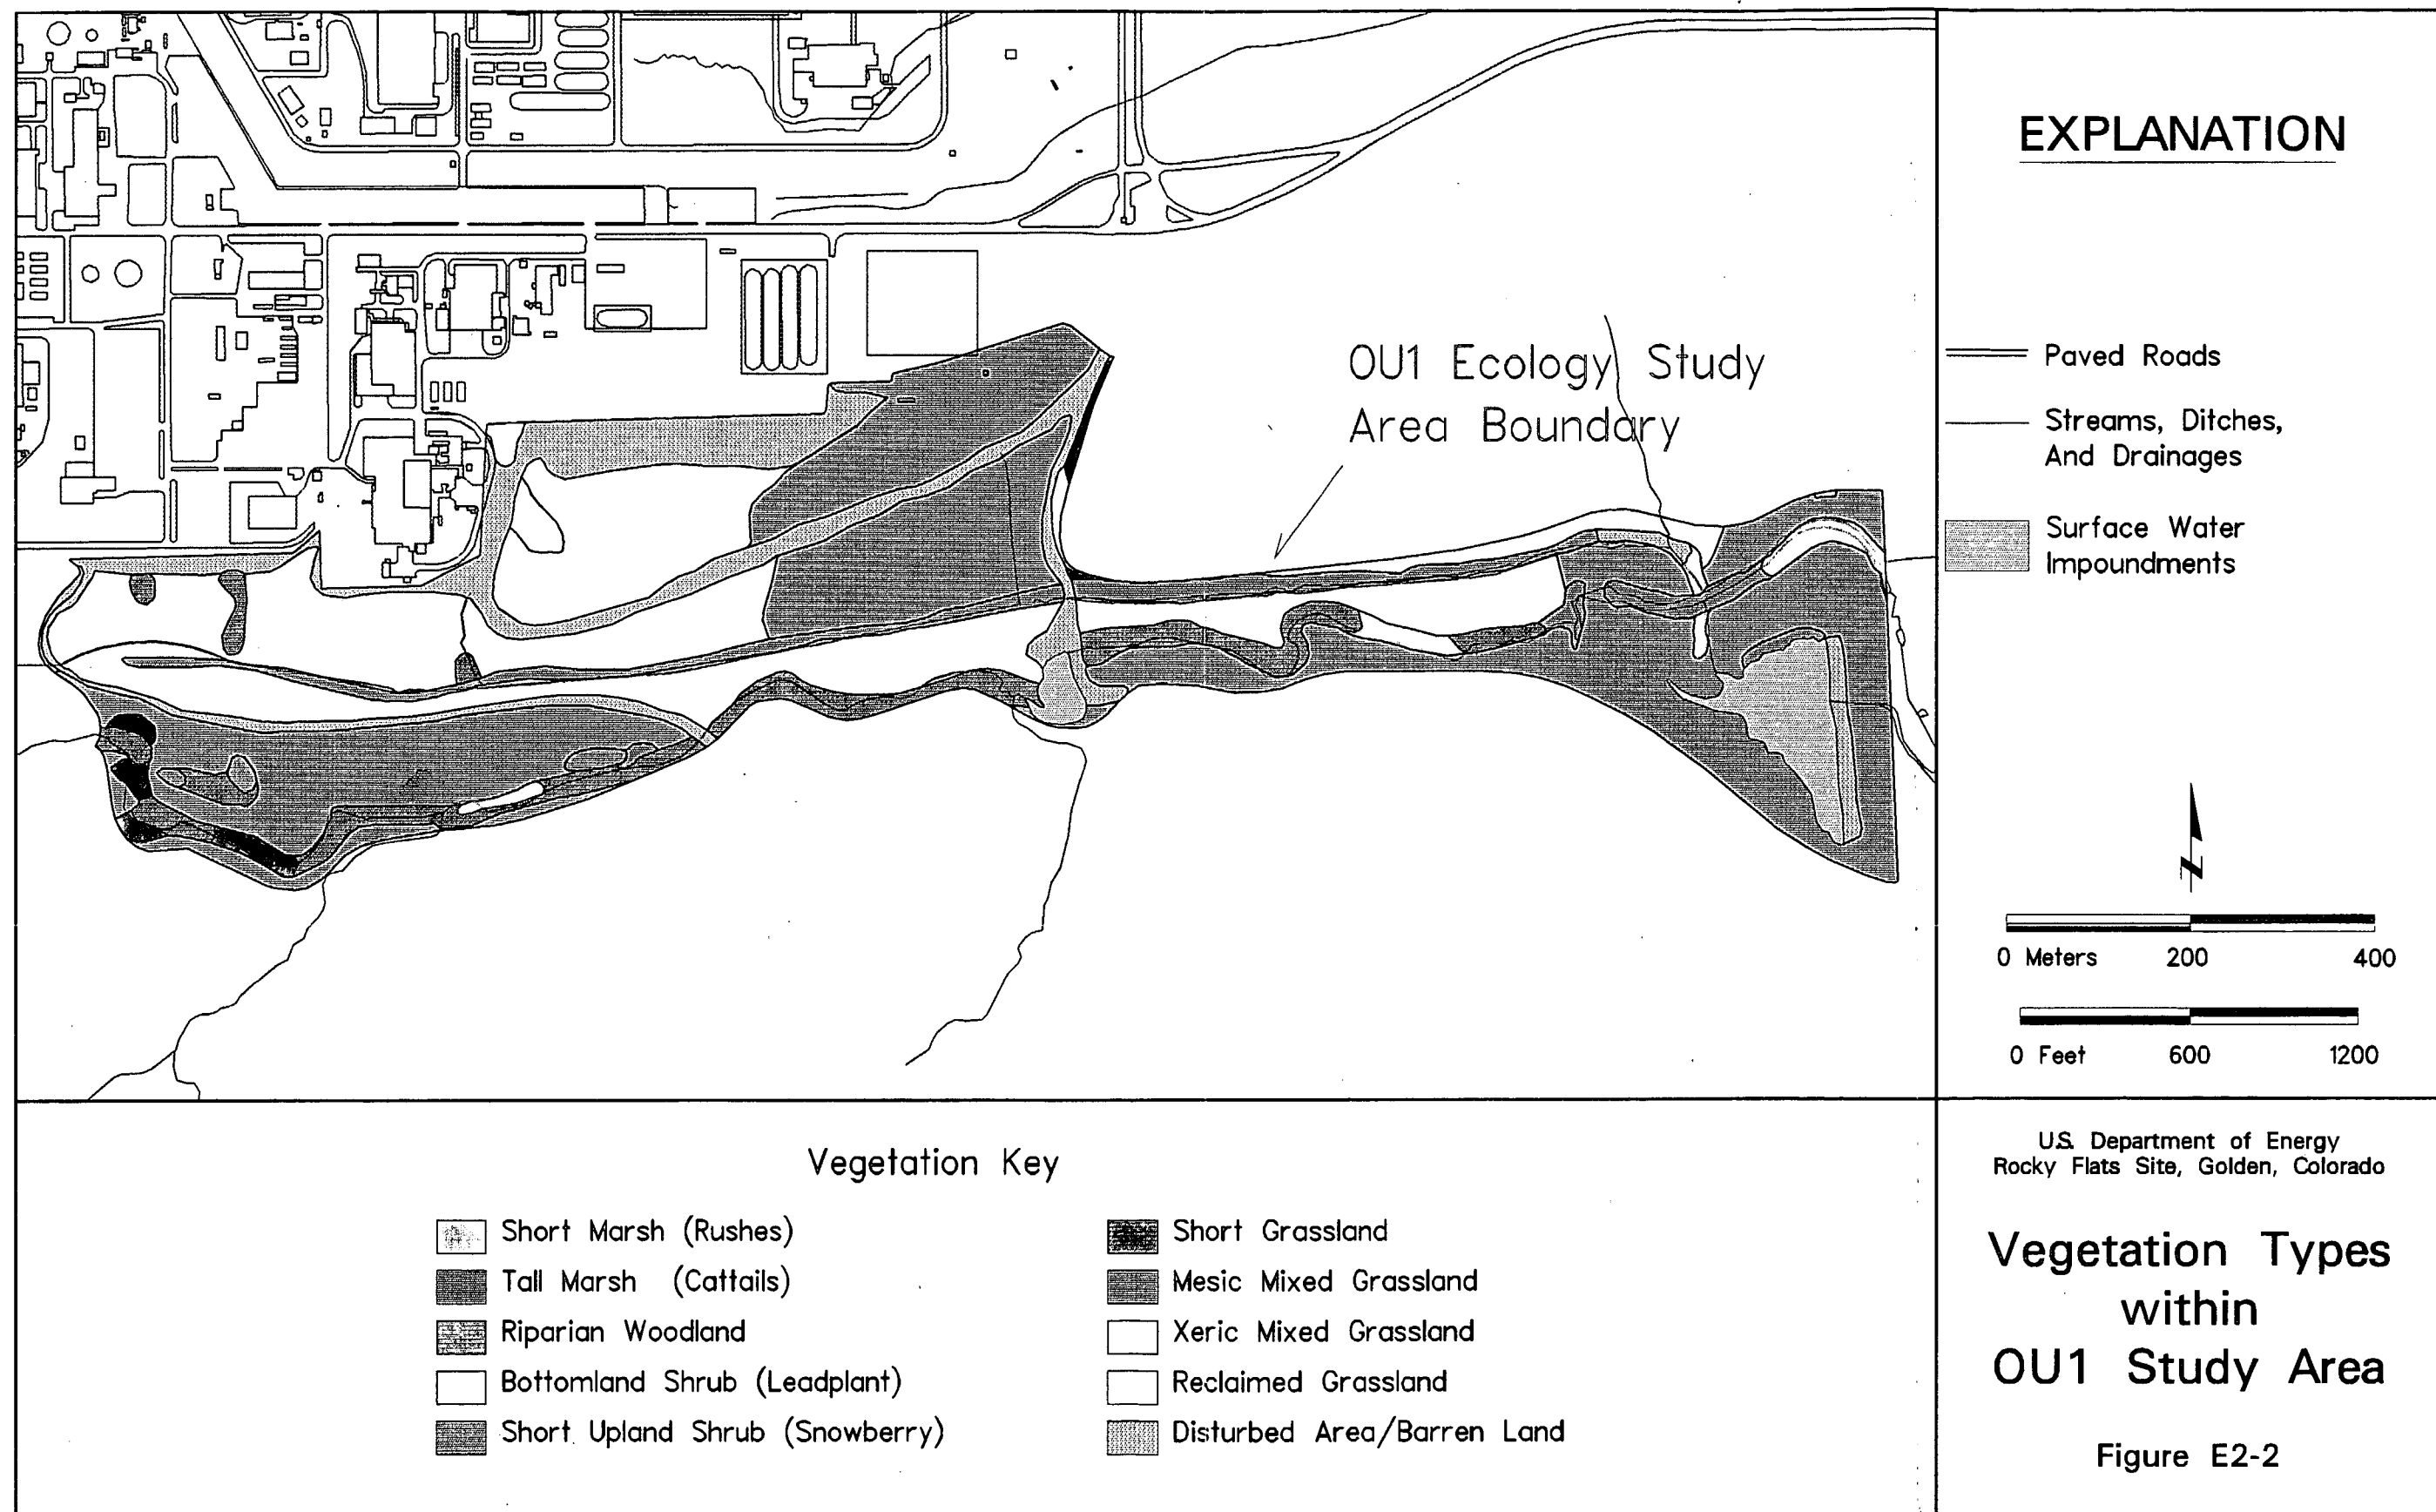 OU1 Ecology Study
Area Boundary
EXPLANATION
Paved Roads
Streams, Ditches,
And Drainages
Surface Water
Impoundments
N
0 Meters 200 400
0 Feet 600 1200
Vegetation Key
Short Marsh (Rushes)
Tall Marsh (Cattails)
Riparian Woodland
Bottomland Shrub (Leadplant)
Short Upland Shrub (Snowberry)
Short Grassland
Mesic Mixed Grassland
Xeric Mixed Grassland
Reclaimed Grassland
Disturbed Area/Barren Land
U.S. Department of Energy
Rocky Flats Site, Golden, Colorado
Vegetation Types
within
OU1 Study Area
Figure E2-2